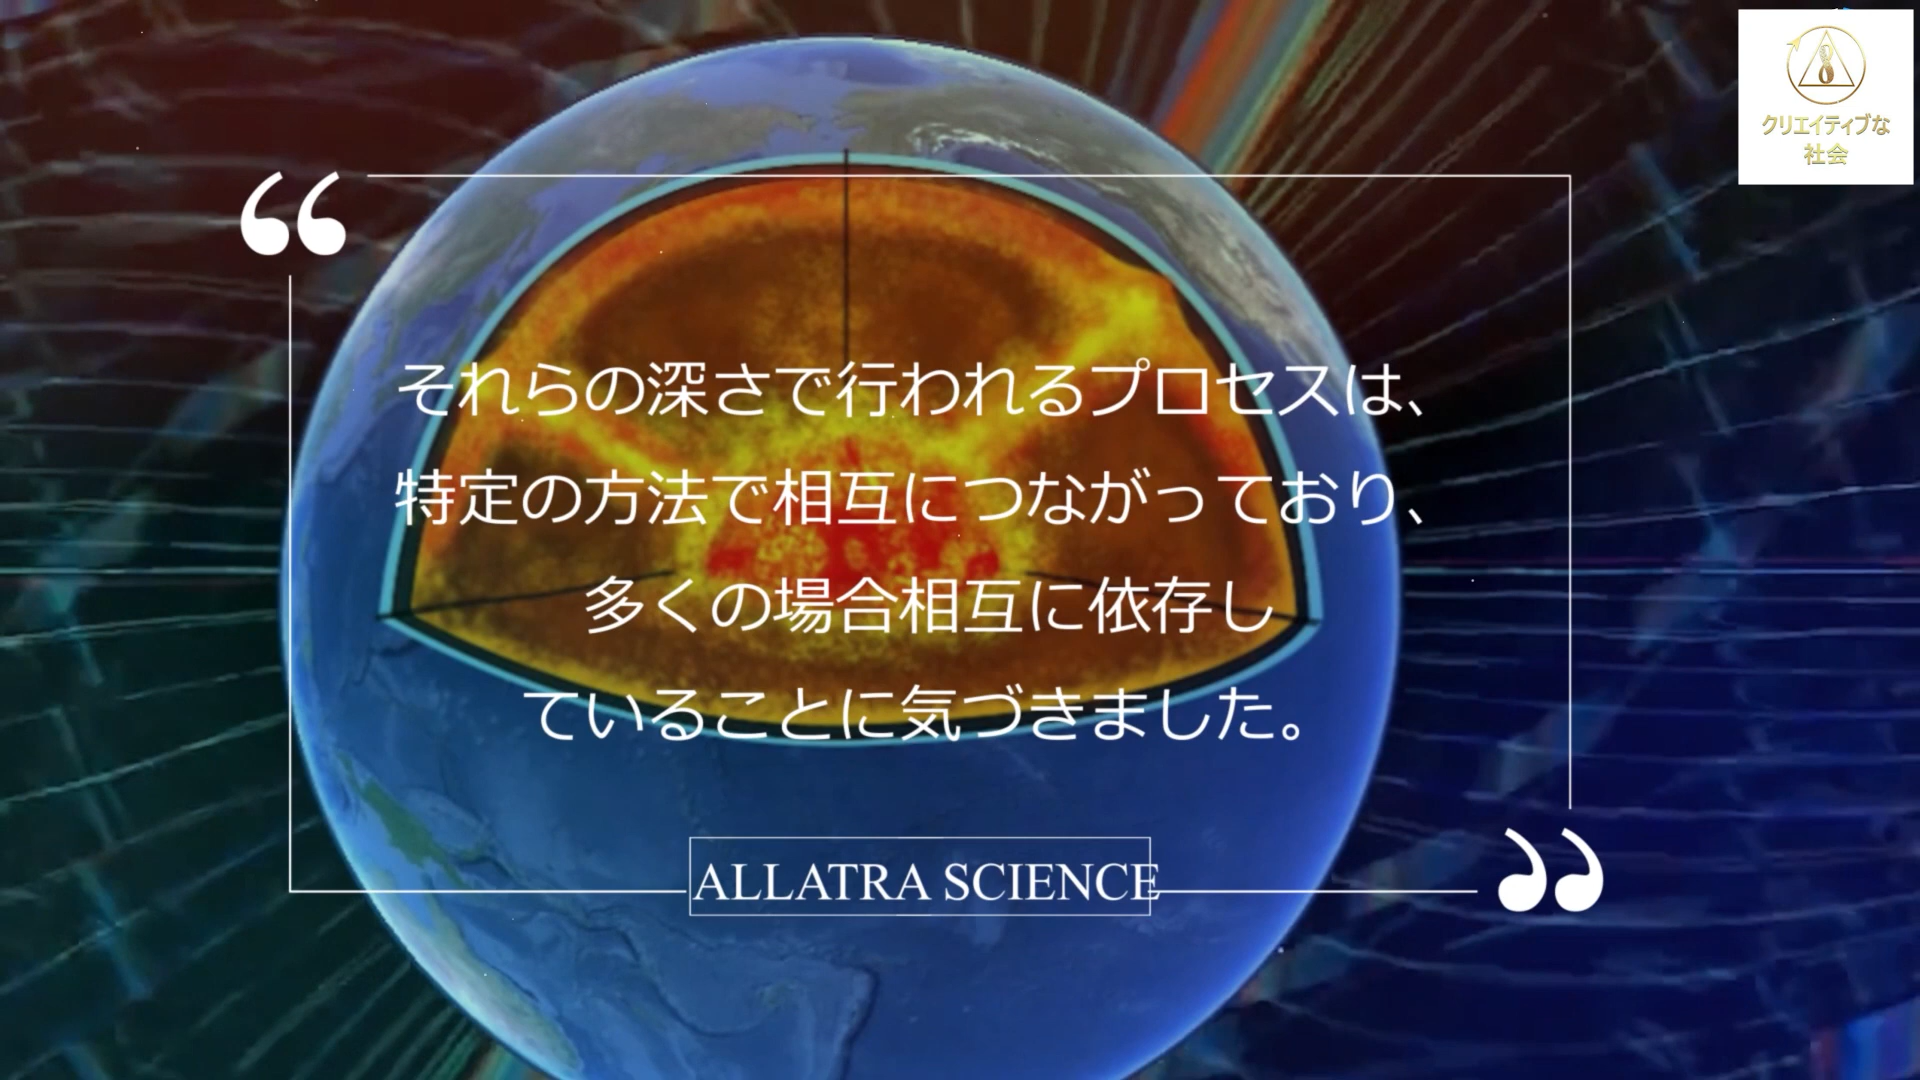 クリエイティブな
社会
それらの深さで行われるプロセスは、
特定の方法で相互につながっており、
多くの場合相互に依存し
ていることに気づきました。
ALLATRA SCIENCE